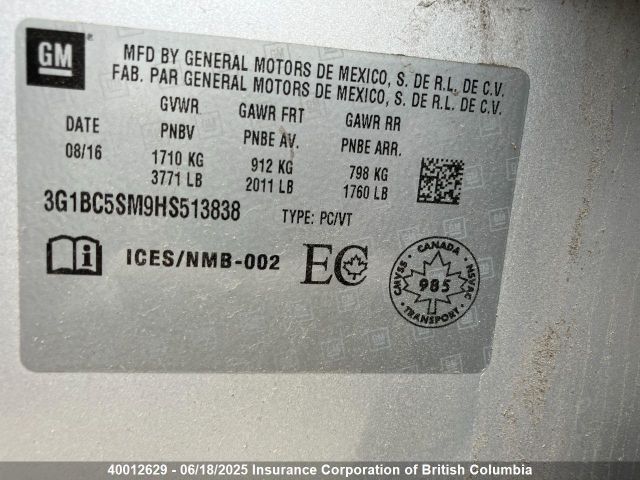 GM
MFD BY GENERAL MOTORS DE MEXICO, S. DE R.L. DE C.V.
FAB. PAR GENERAL MOTORS DE MEXICO, S. DE R.L. DE C.V.
GVWR GAWR FRT GAWR RR
DATE PNBV PNBE AV. PNBE ARR.
08/16 1710 KG 912 KG 798 KG
3771 LB 2011 LB 1760 LB
3G1BC5SM9HS513838 TYPE: PC/VT
i ICES/NMB-002 EC
CANADA
CMVSS 985 NSVAC
TRANSPORT
40012629 - 06/18/2025 Insurance Corporation of British Columbia